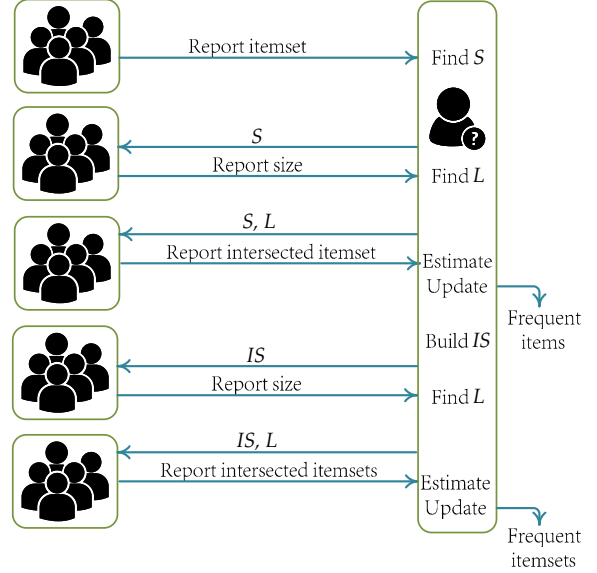 Report itemset
Find S
?
S
Report size
Find L
S, L
Report intersected itemset
Estimate
Update
Frequent
items
Build IS
IS
Report size
Find L
IS, L
Report intersected itemsets
Estimate
Update
Frequent
itemsets